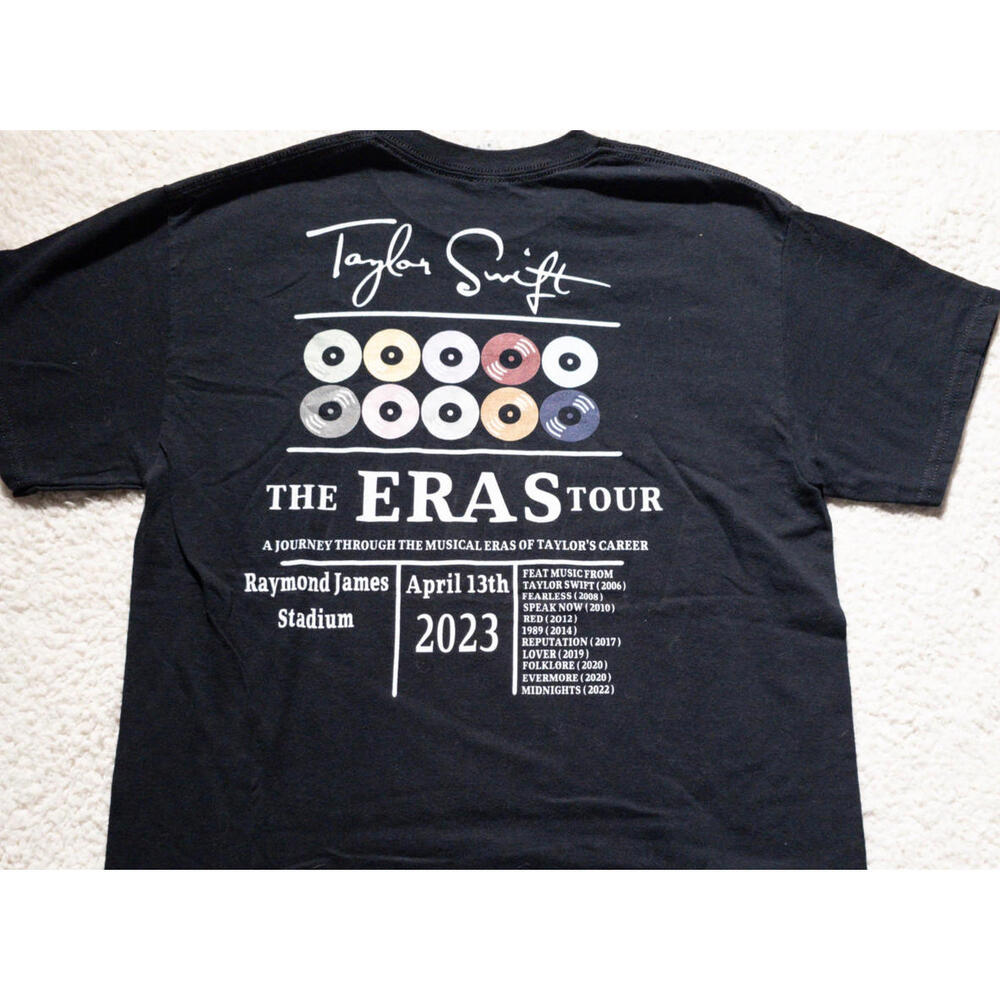 Taylor Swift
THE ERAS TOUR
A JOURNEY THROUGH THE MUSICAL ERAS OF TAYLOR'S CAREER
Raymond James
Stadium
April 13th
2023
FEAT MUSIC FROM
TAYLOR SWIFT (2006)
FEARLESS (2008)
SPEAK NOW (2010)
RED (2012)
1989 (2014)
REPUTATION (2017)
LOVER (2019)
FOLKLORE (2020)
EVERMORE (2020)
MIDNIGHTS (2022)